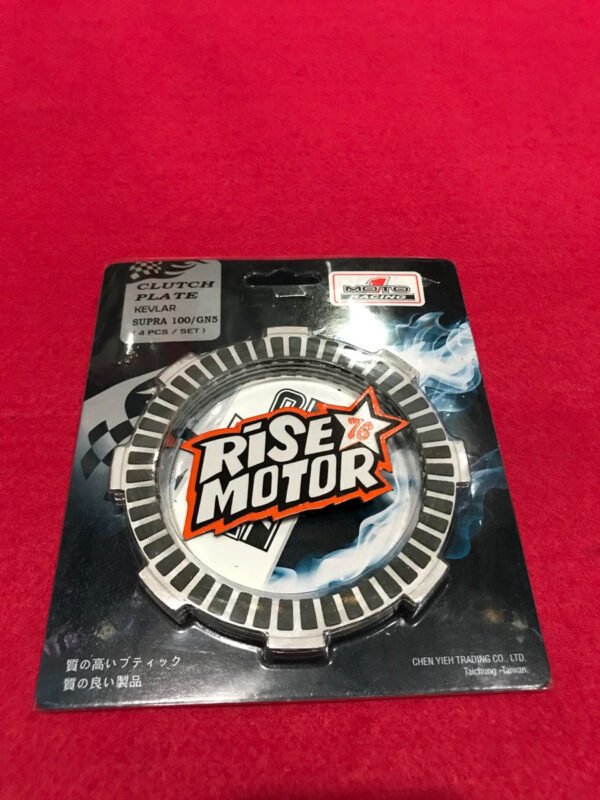 CLUTCH
PLATE
KEVLAR
SUPRA 100/GN5
( 4 PCS / SET )
1
MOTO
RACING
RiSE
76
MOTOR
質の高いブティック
質の良い製品
CHEN YIEH TRADING CO., LTD.
Taichung -Taiwan.